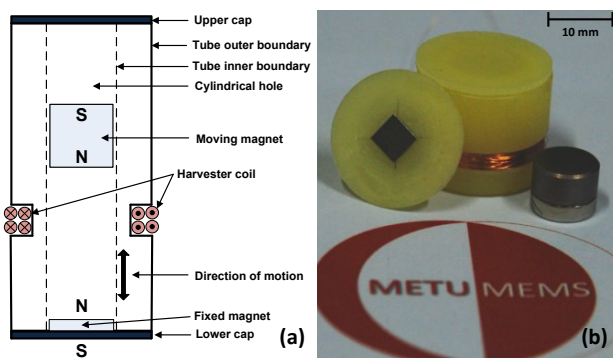 Upper cap
Tube outer boundary
Tube inner boundary
Cylindrical hole
S
Moving magnet
N
Harvester coil
Direction of motion
N
Fixed magnet
Lower cap
(a)
S
10 mm
METU MEMS
(b)